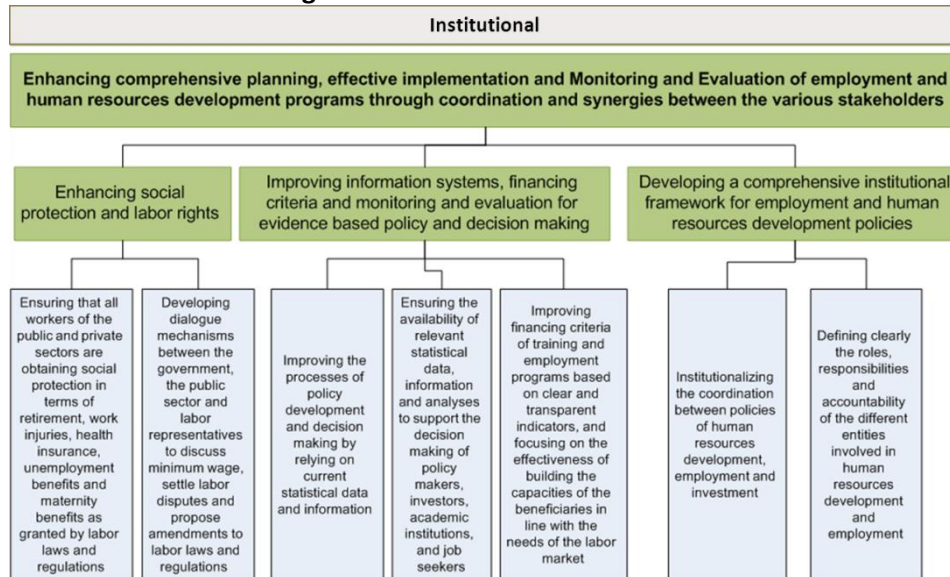 Institutional
Enhancing comprehensive planning, effective implementation and Monitoring and Evaluation of employment and
human resources development programs through coordination and synergies between the various stakeholders
Enhancing social
protection and labor rights
Improving information systems, financing
criteria and monitoring and evaluation for
evidence based policy and decision making
Developing a comprehensive institutional
framework for employment and human
resources development policies
Ensuring that all
workers of the
public and private
sectors are
obtaining social
protection in
terms of
retirement, work
injuries, health
insurance,
unemployment
benefits and
maternity
benefits as
granted by labor
laws and
regulations
Developing
dialogue
mechanisms
between the
government,
the public
sector and
labor
representatives
to discuss
minimum wage,
settle labor
disputes and
propose
amendments to
labor laws and
regulations
Improving the
processes of
policy
development
and decision
making by
relying on
current
statistical data
and information
Ensuring the
availability of
relevant
statistical
data,
information
and analyses
to support the
decision
making of
policy
makers,
investors,
academic
institutions,
and job
seekers
Improving
financing criteria
of training and
employment
programs based
on clear and
transparent
indicators, and
focusing on the
effectiveness of
building the
capacities of the
beneficiaries in
line with the
needs of the labor
market
Institutionalizing
the coordination
between policies
of human
resources
development,
employment and
investment
Defining clearly
the roles,
responsibilities
and
accountability
of the different
entities
involved in
human
resources
development
and
employment